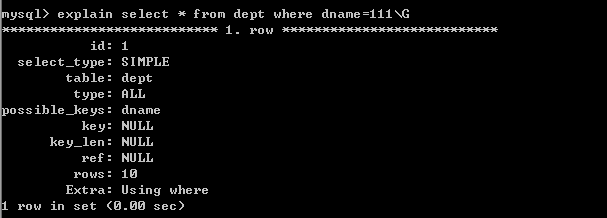 mysql> explain select * from dept where dname=111\G
*************************** 1. row ***************************
id: 1
select_type: SIMPLE
table: dept
type: ALL
possible_keys: dname
key: NULL
key_len: NULL
ref: NULL
rows: 10
Extra: Using where
1 row in set (0.00 sec)